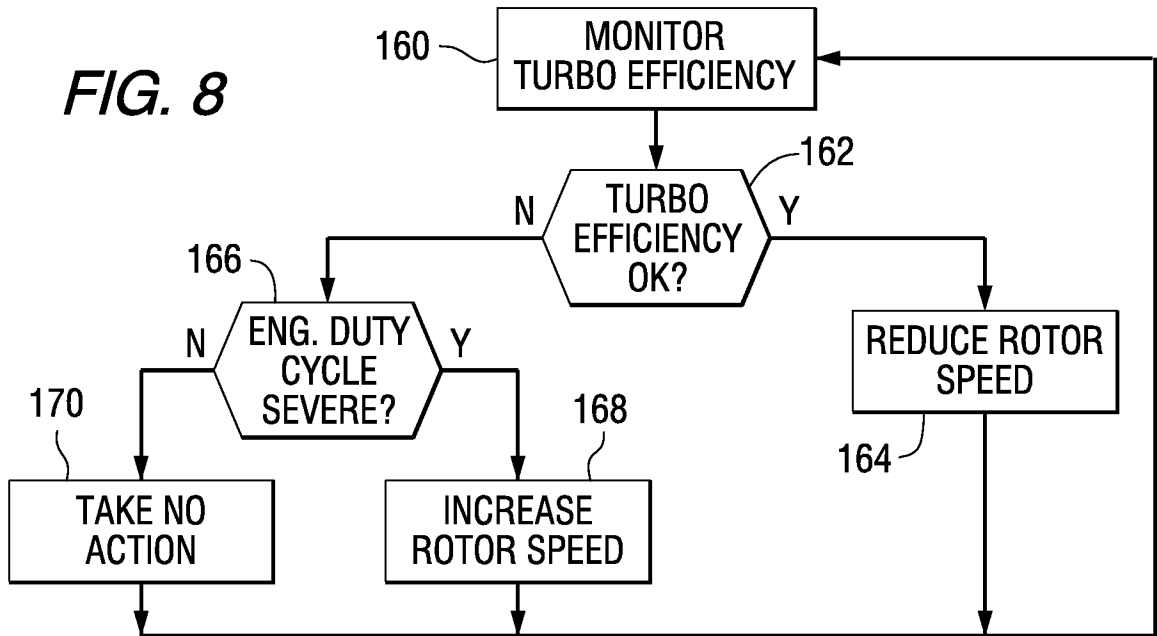 FIG. 8
160
MONITOR
TURBO EFFICIENCY
162
TURBO
EFFICIENCY
OK?
N
Y
166
ENG. DUTY
CYCLE
SEVERE?
N
Y
REDUCE ROTOR
SPEED
164
170
TAKE NO
ACTION
168
INCREASE
ROTOR SPEED